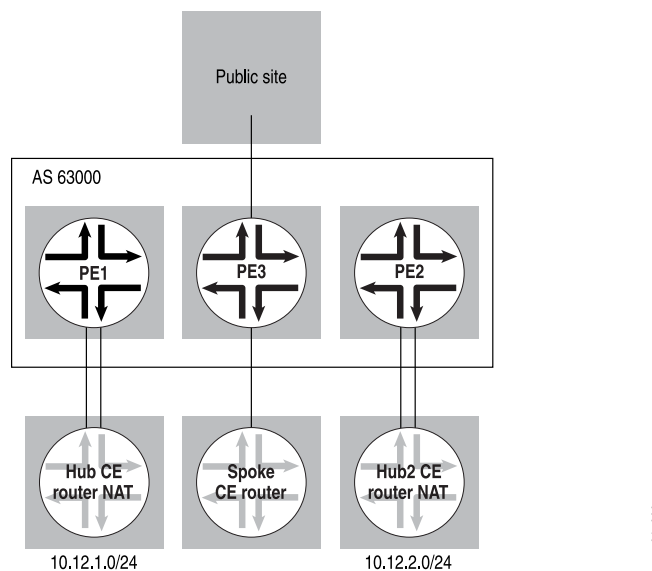 Public site
AS 63000
PE1
PE3
PE2
Hub CE
router NAT
Spoke
CE router
Hub2 CE
router NAT
10.12.1.0/24
10.12.2.0/24